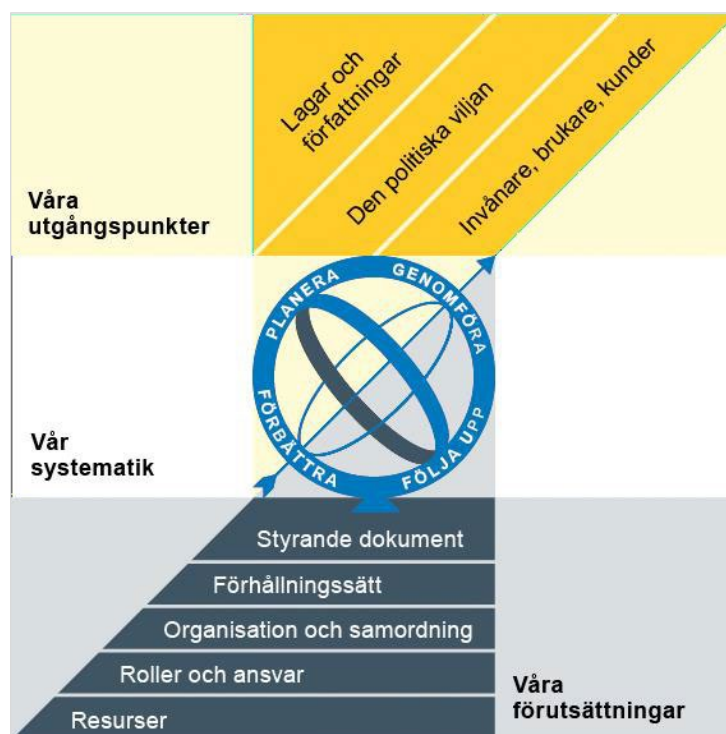 Lagar och
författningar
Den politiska viljan
Invånare, brukare, kunder
Våra
utgångspunkter
PLANERA
GENOMFÖRA
FÖLJA UPP
FÖRBÄTTRA
Vår
systematik
Styrande dokument
Förhållningssätt
Organisation och samordning
Roller och ansvar
Resurser
Våra
förutsättningar